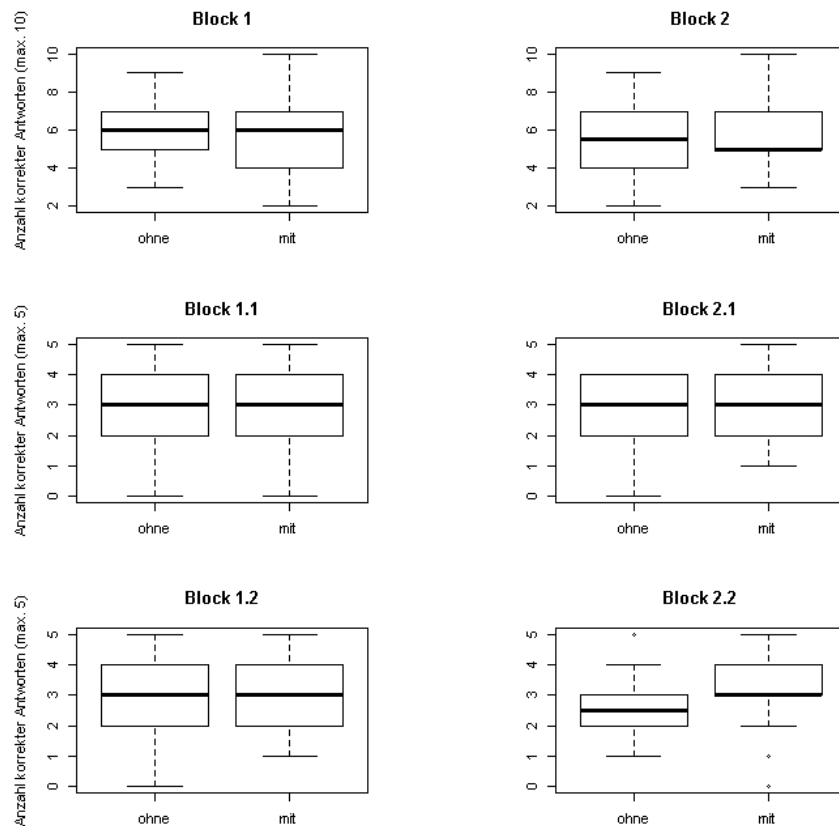 Block 1
Block 2
Anzahl korrekter Antworten (max. 10)
10
8
6
4
2
ohne
mit
10
8
6
4
2
ohne
mit
Block 1.1
Block 2.1
Anzahl korrekter Antworten (max. 5)
5
4
3
2
1
0
ohne
mit
5
4
3
2
1
0
ohne
mit
Block 1.2
Block 2.2
Anzahl korrekter Antworten (max. 5)
5
4
3
2
1
0
ohne
mit
5
4
3
2
1
0
ohne
mit